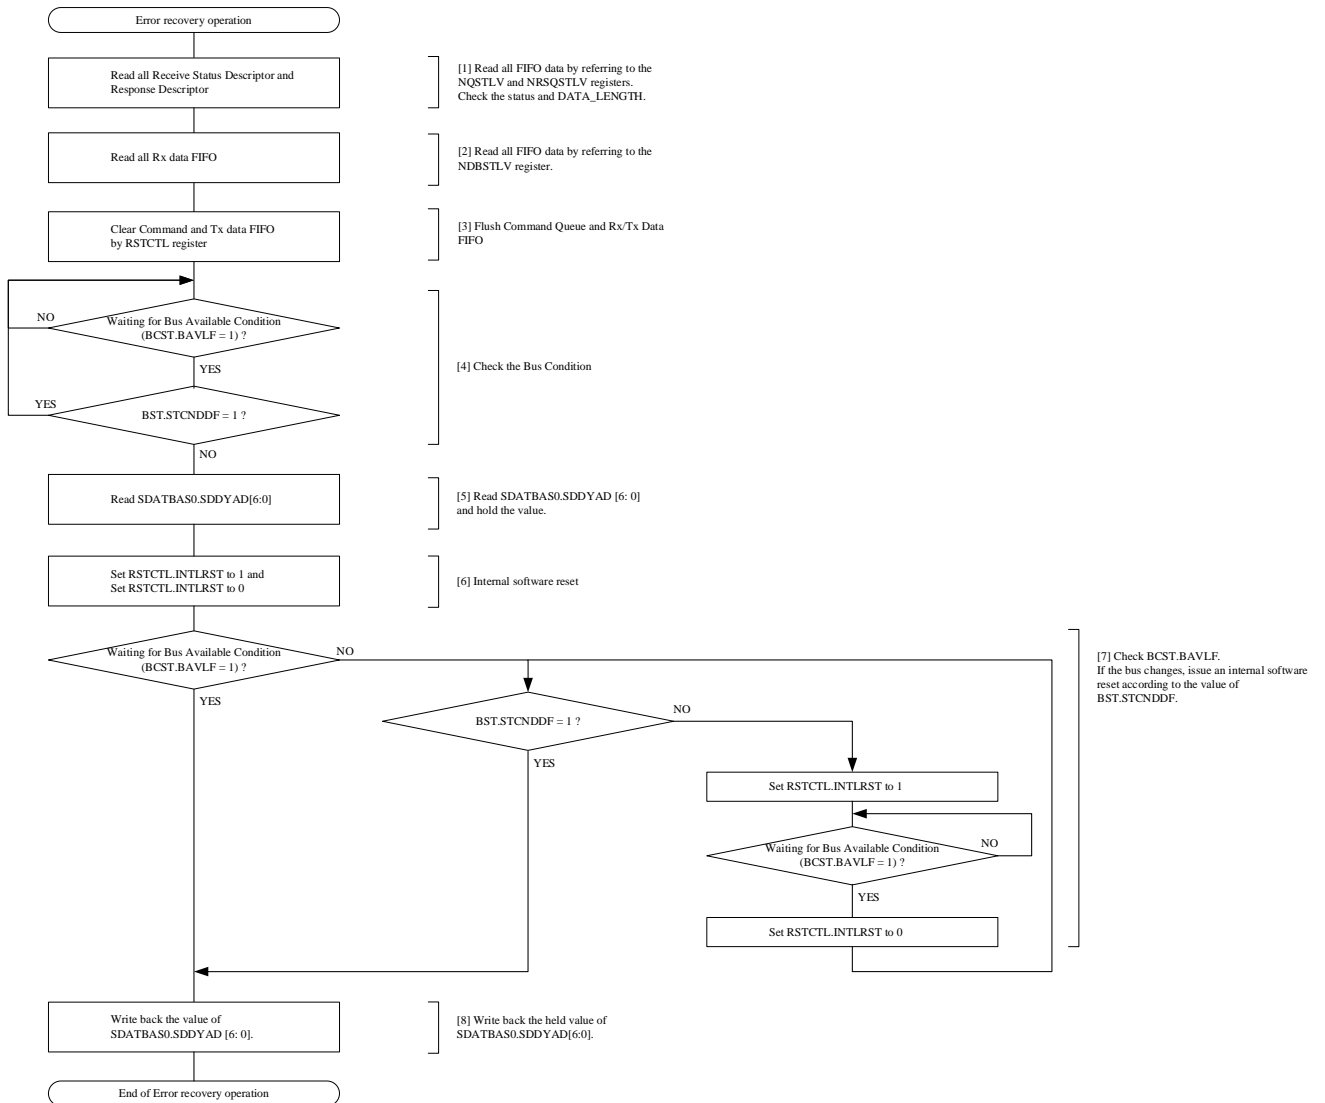 Error recovery operation
Read all Receive Status Descriptor and
Response Descriptor
[1] Read all FIFO data by referring to the
NQSTLV and NRSQSTLV registers.
Check the status and DATA_LENGTH.
Read all Rx data FIFO
[2] Read all FIFO data by referring to the
NDBSTLV register.
Clear Command and Tx data FIFO
by RSTCTL register
[3] Flush Command Queue and Rx/Tx Data
FIFO
Waiting for Bus Available Condition
(BCST.BAVLF = 1) ?
NO
YES
[4] Check the Bus Condition
BST.STCNDDF = 1 ?
YES
NO
Read SDATBAS0.SDDYAD[6:0]
[5] Read SDATBAS0.SDDYAD [6: 0]
and hold the value.
Set RSTCTL.INTLRST to 1 and
Set RSTCTL.INTLRST to 0
[6] Internal software reset
Waiting for Bus Available Condition
(BCST.BAVLF = 1) ?
NO
YES
[7] Check BCST.BAVLF.
If the bus changes, issue an internal software
reset according to the value of
BST.STCNDDF.
BST.STCNDDF = 1 ?
NO
YES
Set RSTCTL.INTLRST to 1
Waiting for Bus Available Condition
(BCST.BAVLF = 1) ?
NO
YES
Set RSTCTL.INTLRST to 0
Write back the value of
SDATBAS0.SDDYAD [6: 0].
[8] Write back the held value of
SDATBAS0.SDDYAD[6:0].
End of Error recovery operation